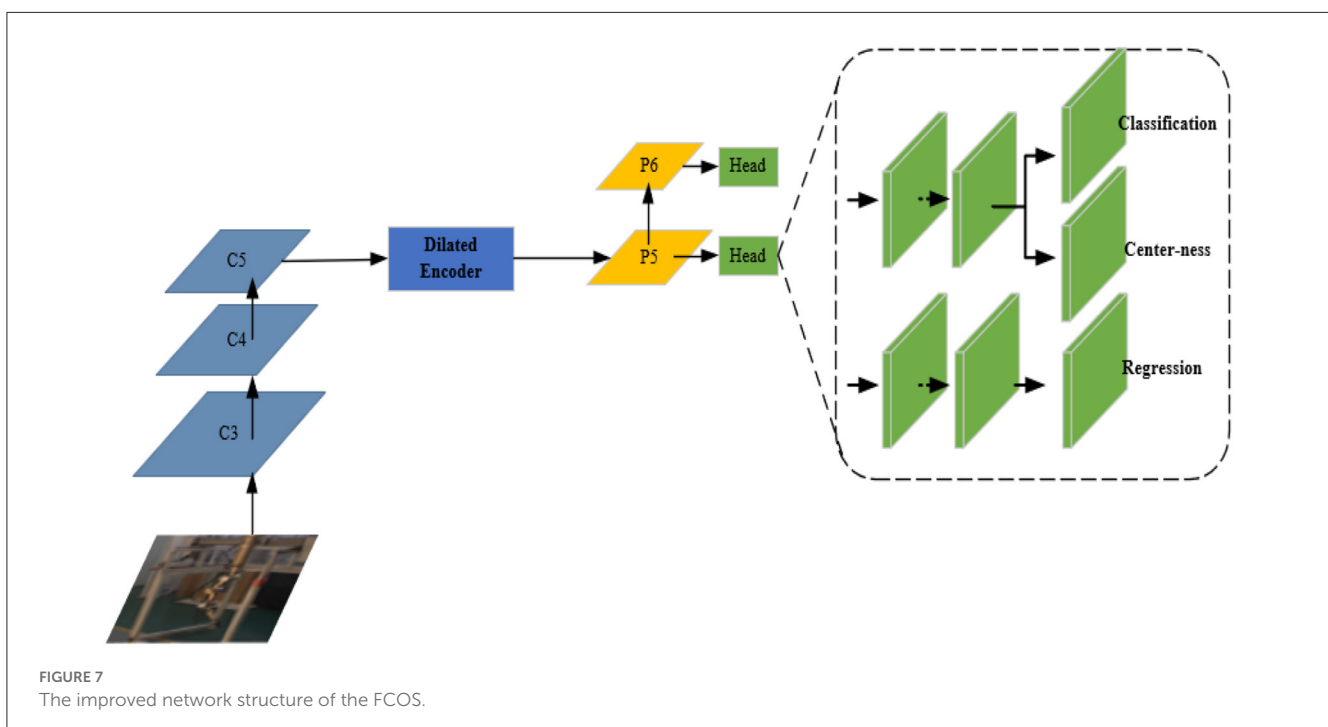 Classification
P6
Head
C5
Dilated
Encoder
P5
Head
Center-ness
C4
Regression
C3
FIGURE 7
The improved network structure of the FCOS.